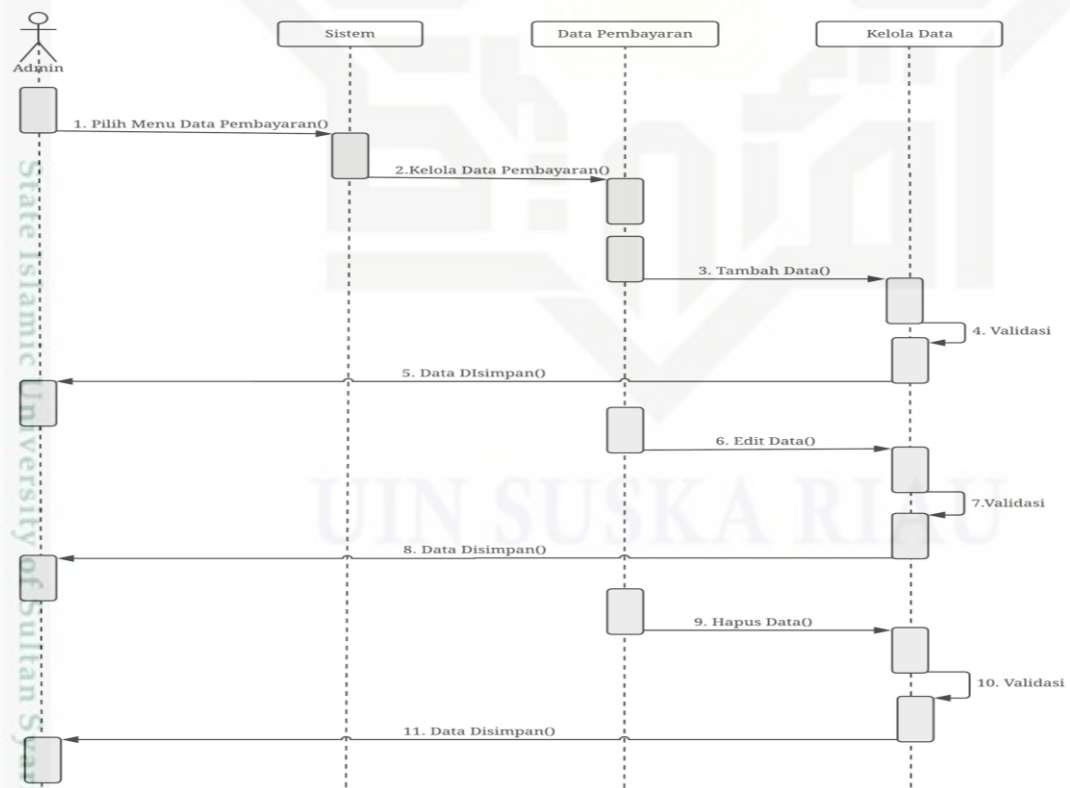 Admin
Sistem
Data Pembayaran
Kelola Data
1. Pilih Menu Data Pembayaran()
2.Kelola Data Pembayaran()
3. Tambah Data()
4. Validasi
5. Data DIsimpan()
6. Edit Data()
7.Validasi
8. Data Disimpan()
9. Hapus Data()
10. Validasi
11. Data Disimpan()
UIN SUSKA RIAU
State Islamic University of Sultan Syar